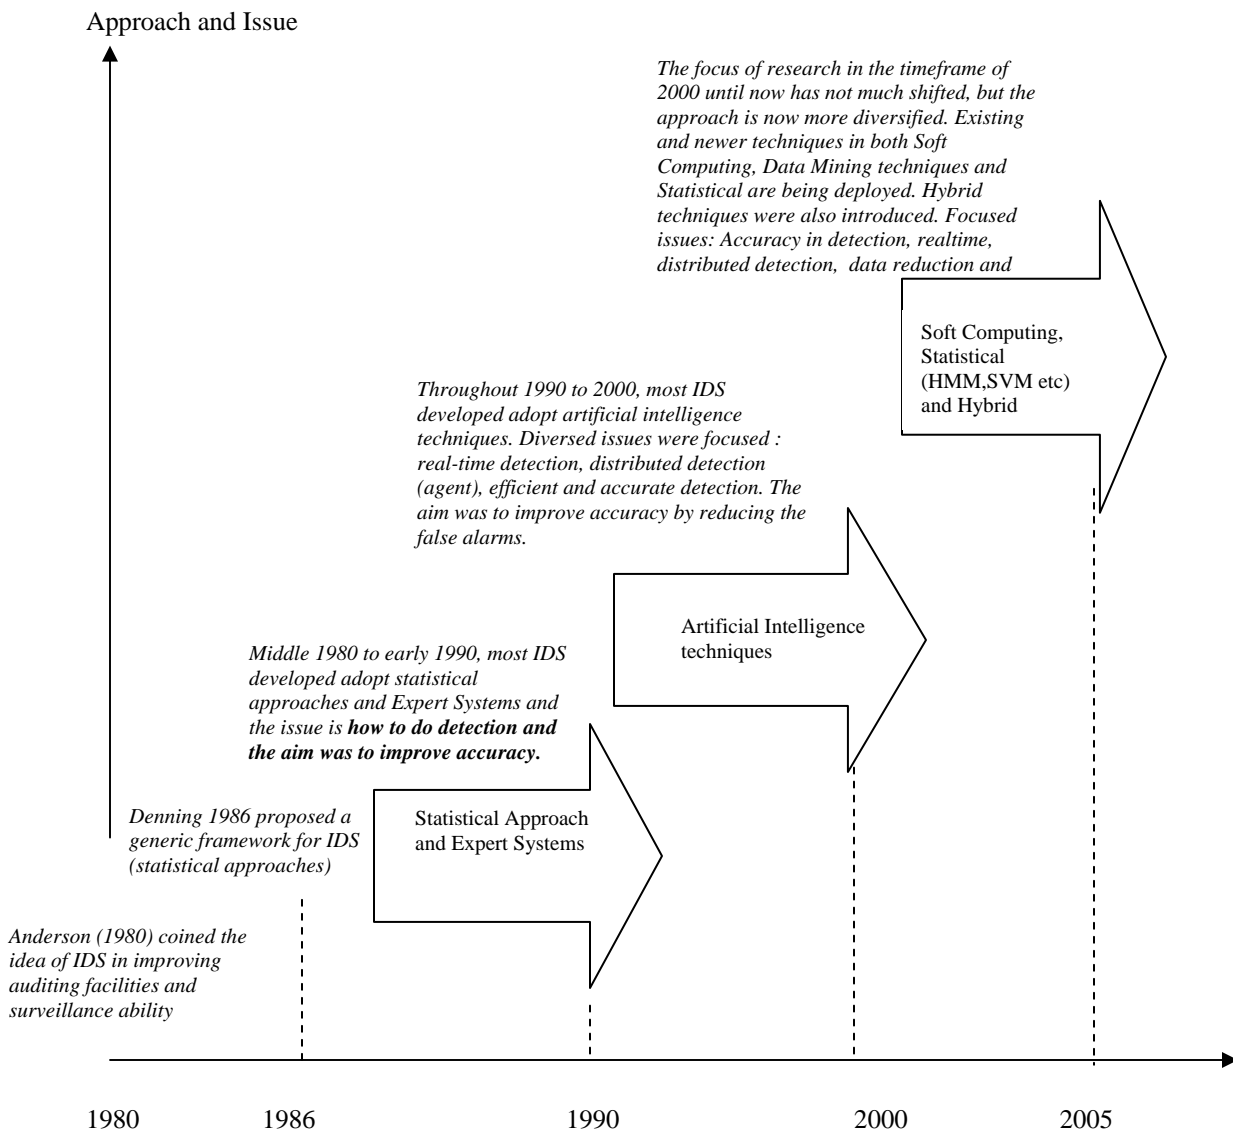 Approach and Issue
The focus of research in the timeframe of
2000 until now has not much shifted, but the
approach is now more diversified. Existing
and newer techniques in both Soft
Computing, Data Mining techniques and
Statistical are being deployed. Hybrid
techniques were also introduced. Focused
issues: Accuracy in detection, realtime,
distributed detection, data reduction and
Soft Computing,
Statistical
(HMM,SVM etc)
and Hybrid
Throughout 1990 to 2000, most IDS
developed adopt artificial intelligence
techniques. Diversed issues were focused :
real-time detection, distributed detection
(agent), efficient and accurate detection. The
aim was to improve accuracy by reducing the
false alarms.
Artificial Intelligence
techniques
Middle 1980 to early 1990, most IDS
developed adopt statistical
approaches and Expert Systems and
the issue is how to do detection and
the aim was to improve accuracy.
Statistical Approach
and Expert Systems
Denning 1986 proposed a
generic framework for IDS
(statistical approaches)
Anderson (1980) coined the
idea of IDS in improving
auditing facilities and
surveillance ability
1980 1986 1990 2000 2005